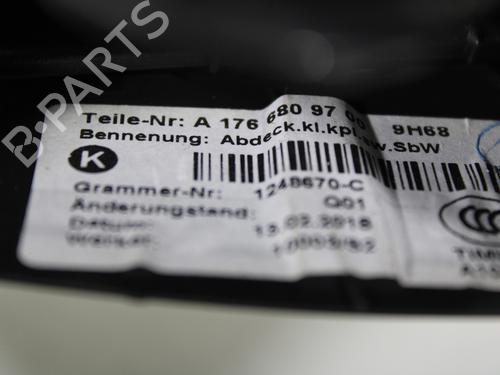 B-PARTS
Teile-Nr: A 176 680 97 00 9H68
Bennenung: Abdeck.kl.kpl. SbW
K
Grammer-Nr: 1248670-C
Änderungstand: Q01
Datum: 13.02.2018